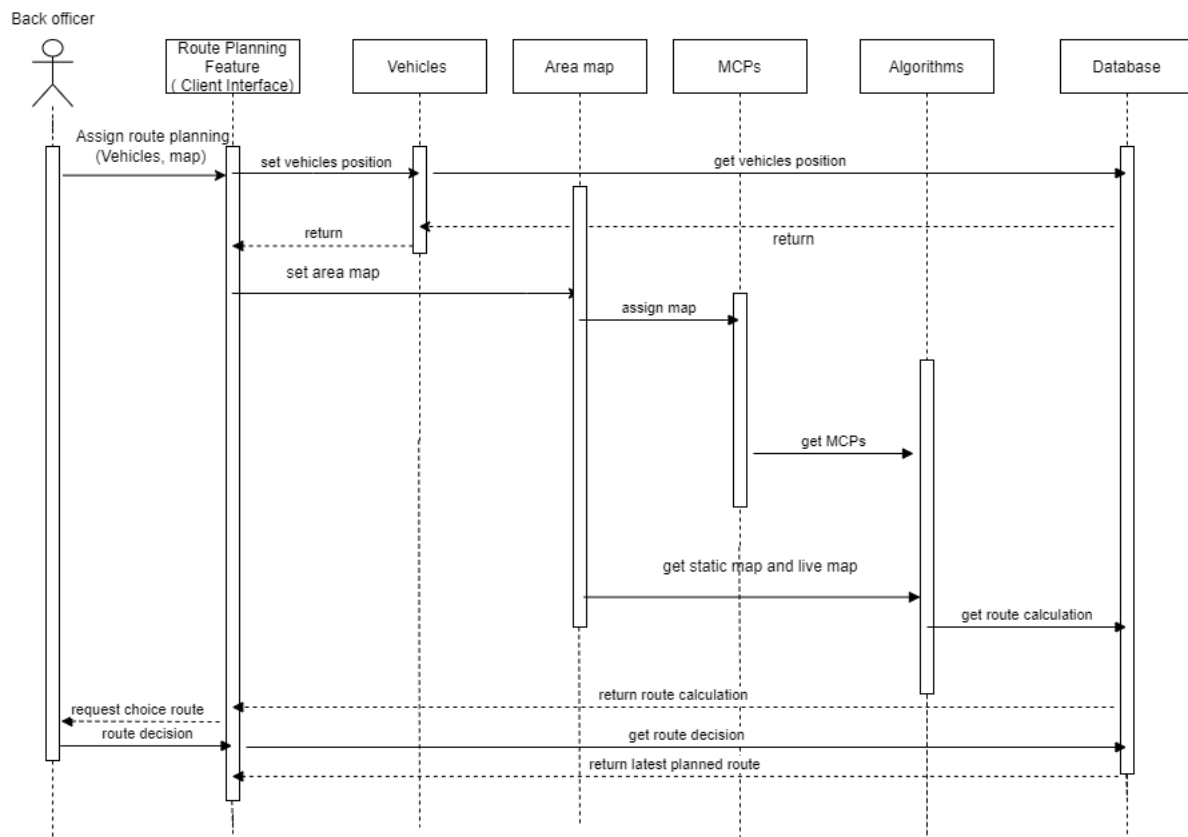 Back officer
Route Planning
Feature
( Client Interface)
Vehicles
Area map
MCPs
Algorithms
Database
Assign route planning
(Vehicles, map)
set vehicles position
get vehicles position
return
return
set area map
assign map
get MCPs
get static map and live map
get route calculation
return route calculation
request choice route
route decision
get route decision
return latest planned route